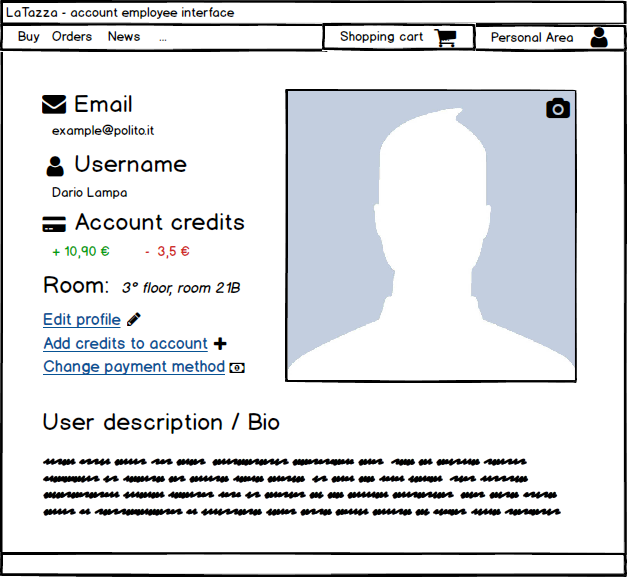 LaTazza - account employee interface
Buy Orders News ... Shopping cart Personal Area
Email
example@polito.it
Username
Dario Lampa
Account credits
+ 10,90 € - 3,5 €
Room: 3° floor, room 21B
Edit profile
Add credits to account
Change payment method
User description / Bio